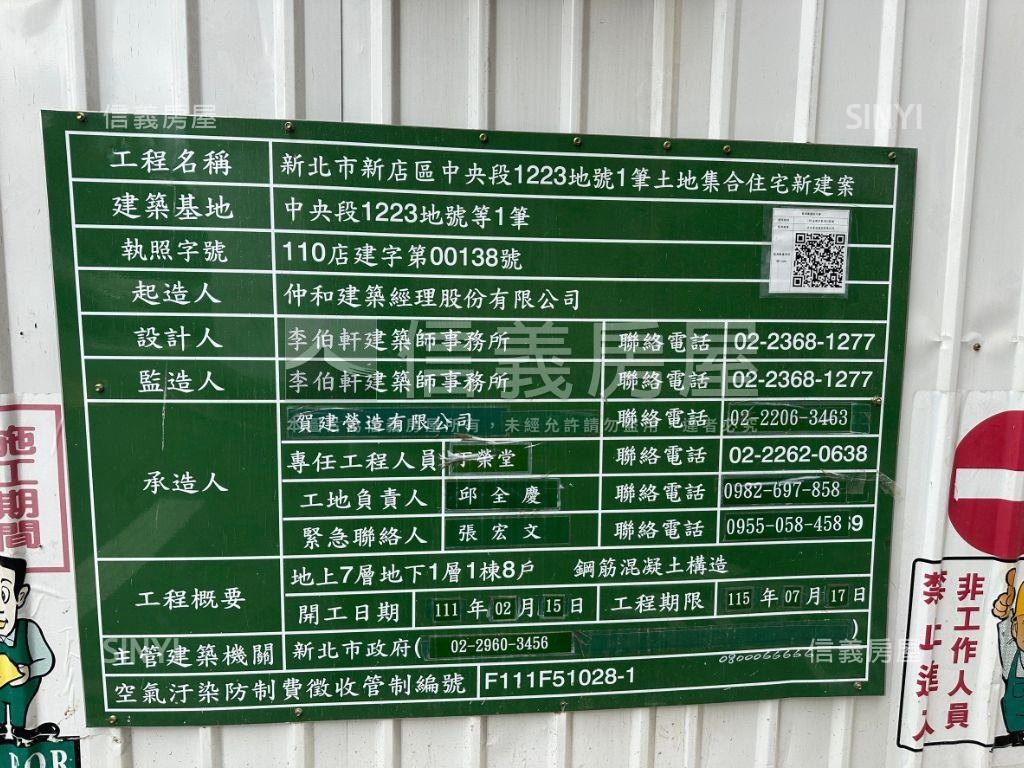 信義房屋
SINYI
工程名稱 新北市新店區中央段1223地號1筆土地集合住宅新建案
建築基地 中央段1223地號等1筆
執照字號 110店建字第00138號
起造人 仲和建築經理股份有限公司
設計人 李伯軒建築師事務所 聯絡電話 02-2368-1277
信義房屋
監造人 李伯軒建築師事務所 聯絡電話 02-2368-1277
承造人 賀建營造有限公司 聯絡電話 02-2206-3463
專任工程人員 丁榮堂 聯絡電話 02-2262-0638
工地負責人 邱全慶 聯絡電話 0982-697-858
緊急聯絡人 張宏文 聯絡電話 0955-058-458 69
工程概要 地上7層地下1層1棟8戶 鋼筋混凝土構造
開工日期 111年02月15日 工程期限 115年07月17日
主管建築機關 新北市政府( 02-2960-3456 )
0800066666
SINYI
信義房屋
空氣汙染防制費徵收管制編號 F111F51028-1
施工期間
非工作人員
禁止進入